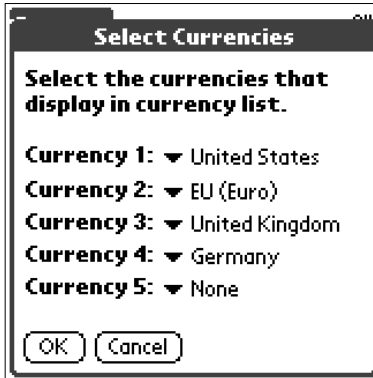 Select Currencies
Select the currencies that
display in currency list.
Currency 1: United States
Currency 2: EU (Euro)
Currency 3: United Kingdom
Currency 4: Germany
Currency 5: None
OK Cancel